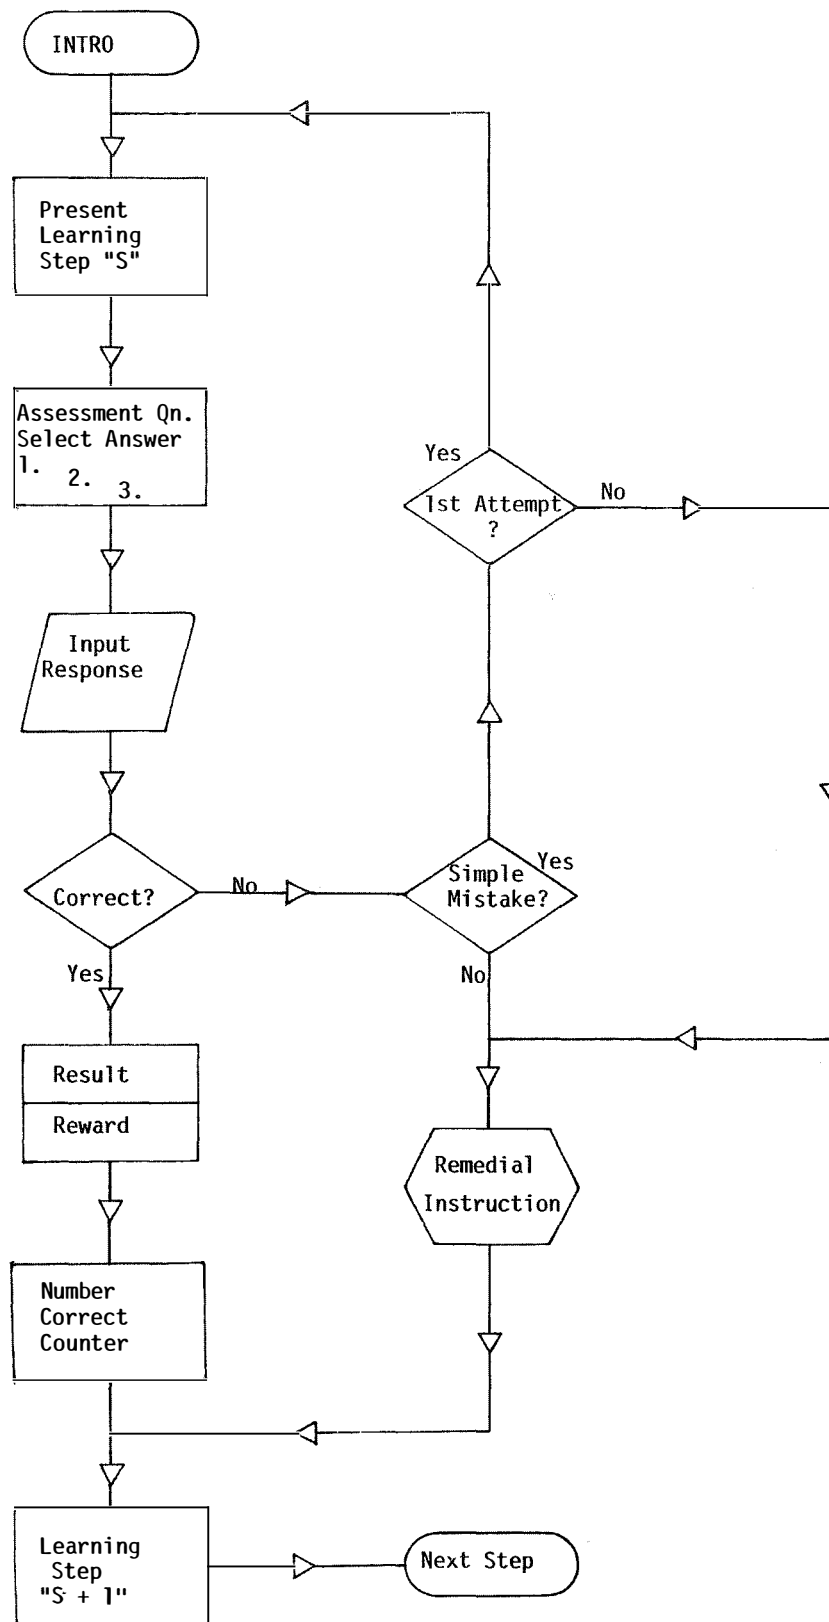 INTRO
Present
Learning
Step "S"
Assessment Qn.
Select Answer
1. 2. 3.
Yes
1st Attempt
?
No
Input
Response
Correct?
No
Simple
Mistake?
Yes
Yes
No
Result
Reward
Remedial
Instruction
Number
Correct
Counter
Learning
Step
"S + 1"
Next Step